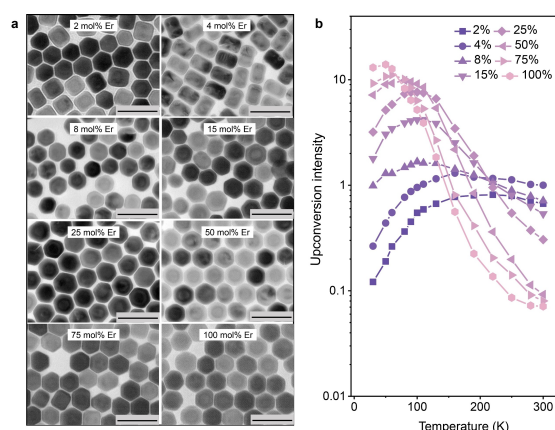 a
2 mol% Er
4 mol% Er
8 mol% Er
15 mol% Er
25 mol% Er
50 mol% Er
75 mol% Er
100 mol% Er
b
2% 25%
4% 50%
8% 75%
15% 100%
Upconversion intensity
10
1
0.1
0.01
0 100 200 300
Temperature (K)